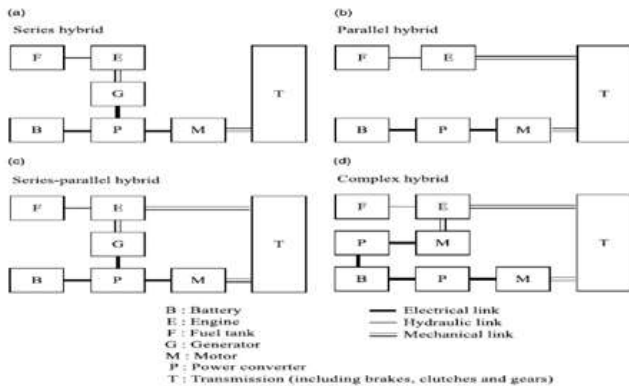 (a)
Series hybrid
F E
G T
B P M
(b)
Parallel hybrid
F E
T
B P M
(c)
Series-parallel hybrid
F E
G T
B P M
(d)
Complex hybrid
F E
P M T
B P M
B : Battery
E : Engine
F : Fuel tank
G : Generator
M : Motor
P : Power converter
T : Transmission (including brakes, clutches and gears)
Electrical link
Hydraulic link
Mechanical link